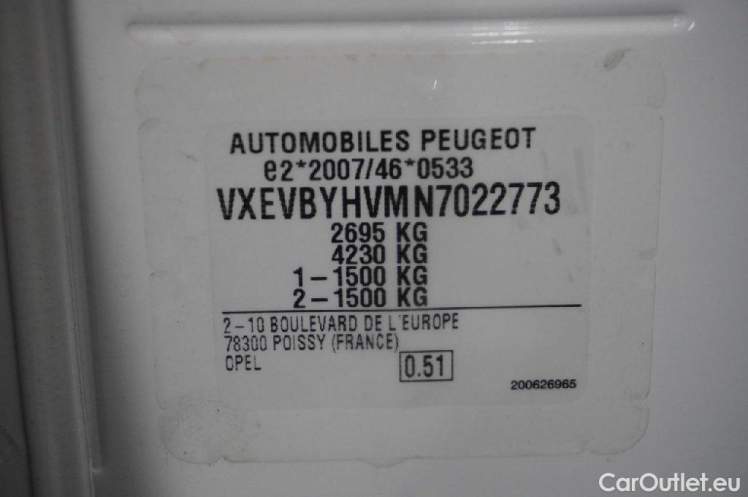 AUTOMOBILES PEUGEOT
e2*2007/46*0533
VXEVBYHVMN7022773
2695 KG
4230 KG
1-1500 KG
2-1500 KG
2-10 BOULEVARD DE L'EUROPE
78300 POISSY (FRANCE)
OPEL 0.51
200626965
CarOutlet.eu